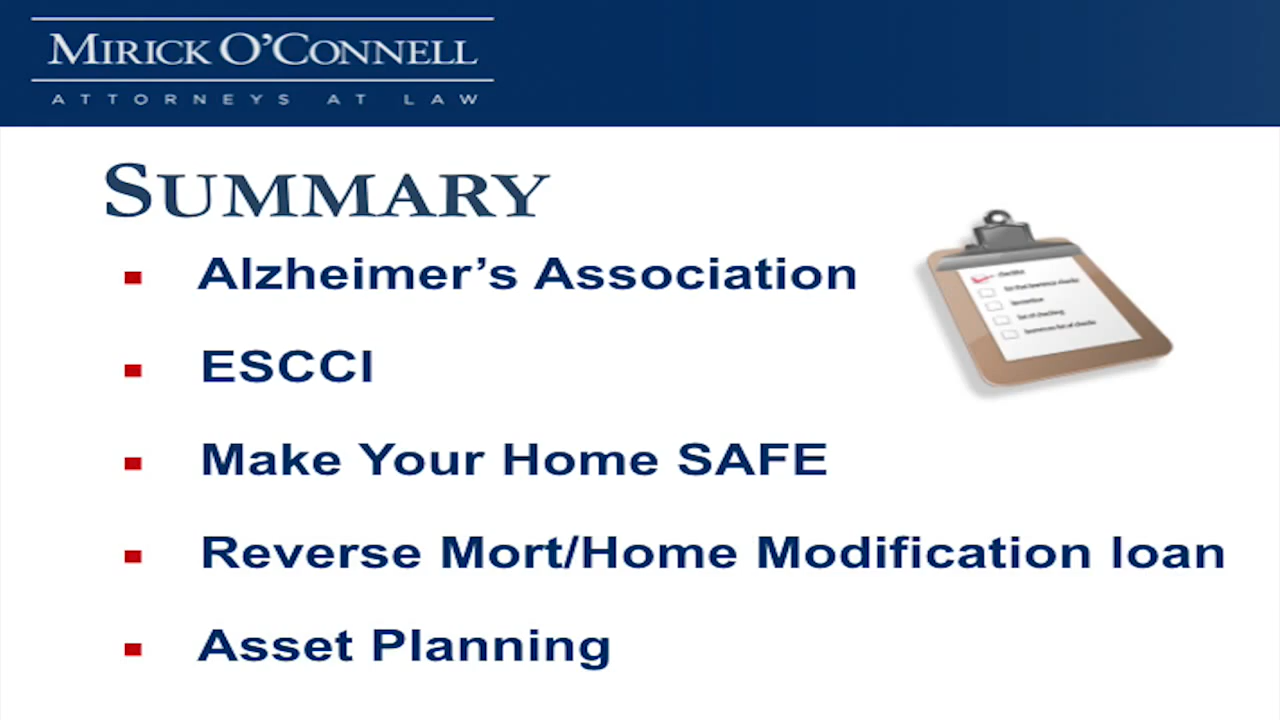 MIRICK O'CONNELL
ATTORNEYS AT LAW
SUMMARY
▪ Alzheimer's Association
▪ ESCCI
▪ Make Your Home SAFE
▪ Reverse Mort/Home Modification loan
▪ Asset Planning
checklist